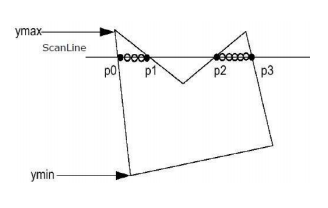 ymax
ScanLine
p0 p1 p2 p3
ymin